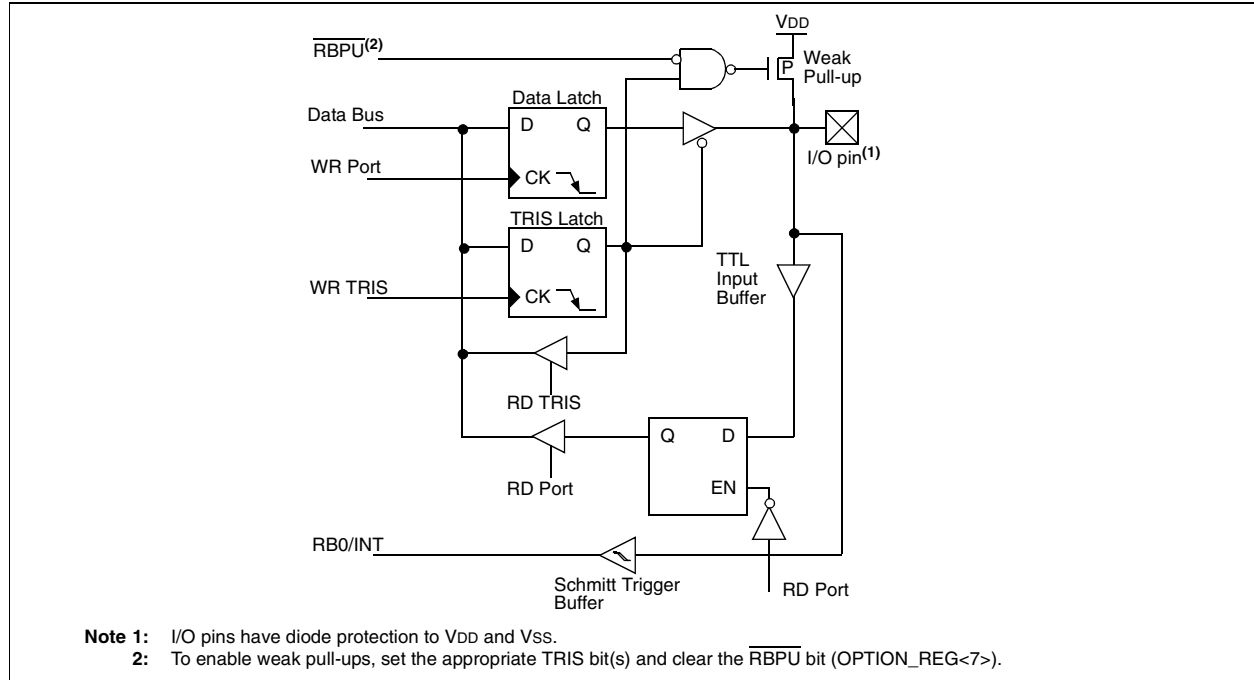 VDD
RBPU(2)
P
Weak
Pull-up
Data Latch
Data Bus
D Q
I/O pin(1)
WR Port
CK
TRIS Latch
D Q
TTL
Input
Buffer
WR TRIS
CK
RD TRIS
Q D
RD Port
EN
RB0/INT
Schmitt Trigger
Buffer
RD Port
Note 1: I/O pins have diode protection to VDD and VSS.
2: To enable weak pull-ups, set the appropriate TRIS bit(s) and clear the RBPU bit (OPTION_REG<7>).